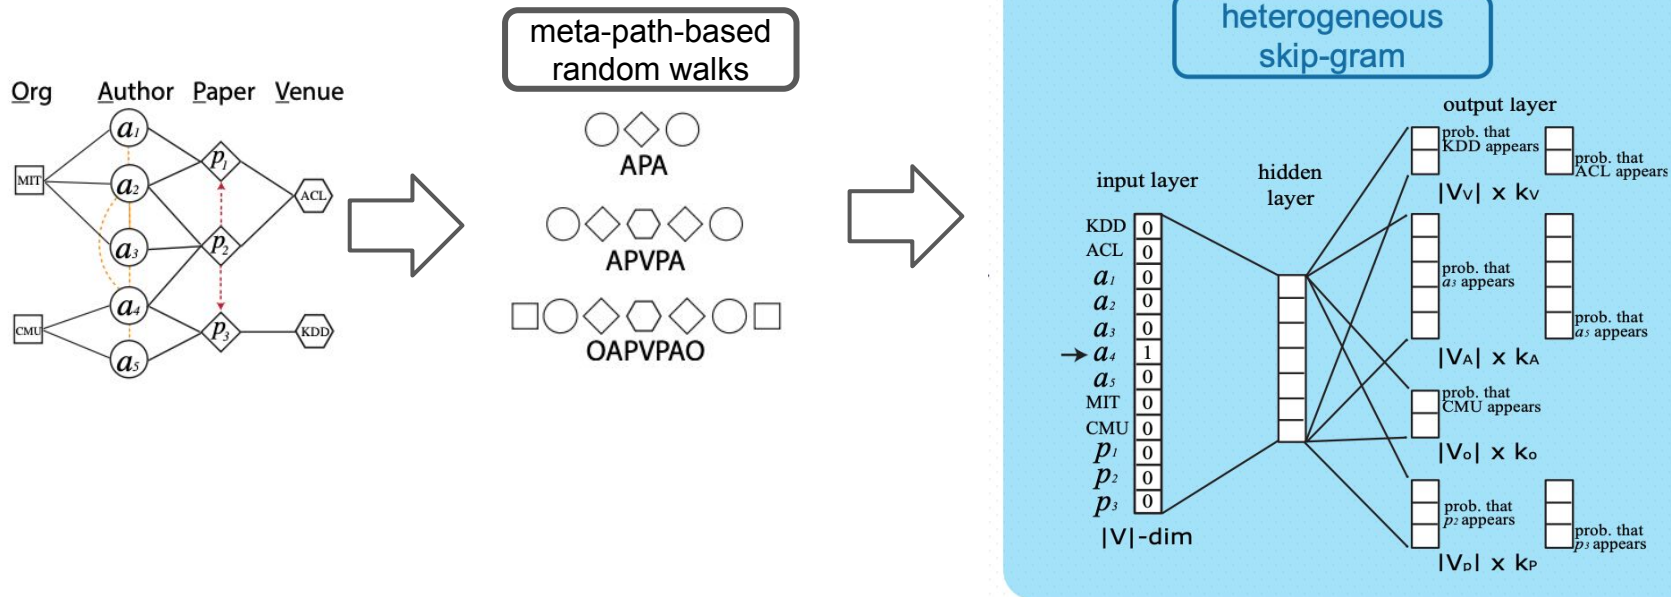 Org Author Paper Venue
a1
a2
a3
a4
a5
MIT
CMU
p1
p2
p3
ACL
KDD
meta-path-based
random walks
APA
APVPA
OAPVPAO
heterogeneous
skip-gram
input layer
KDD 0
ACL 0
a1 0
a2 0
a3 0
a4 1
a5 0
MIT 0
CMU 0
p1 0
p2 0
p3 0
|V|-dim
hidden
layer
output layer
prob. that
KDD appears
prob. that
ACL appears
|VV| x kV
prob. that
a3 appears
prob. that
a5 appears
|VA| x kA
prob. that
CMU appears
|VO| x kO
prob. that
p2 appears
prob. that
p3 appears
|VP| x kP